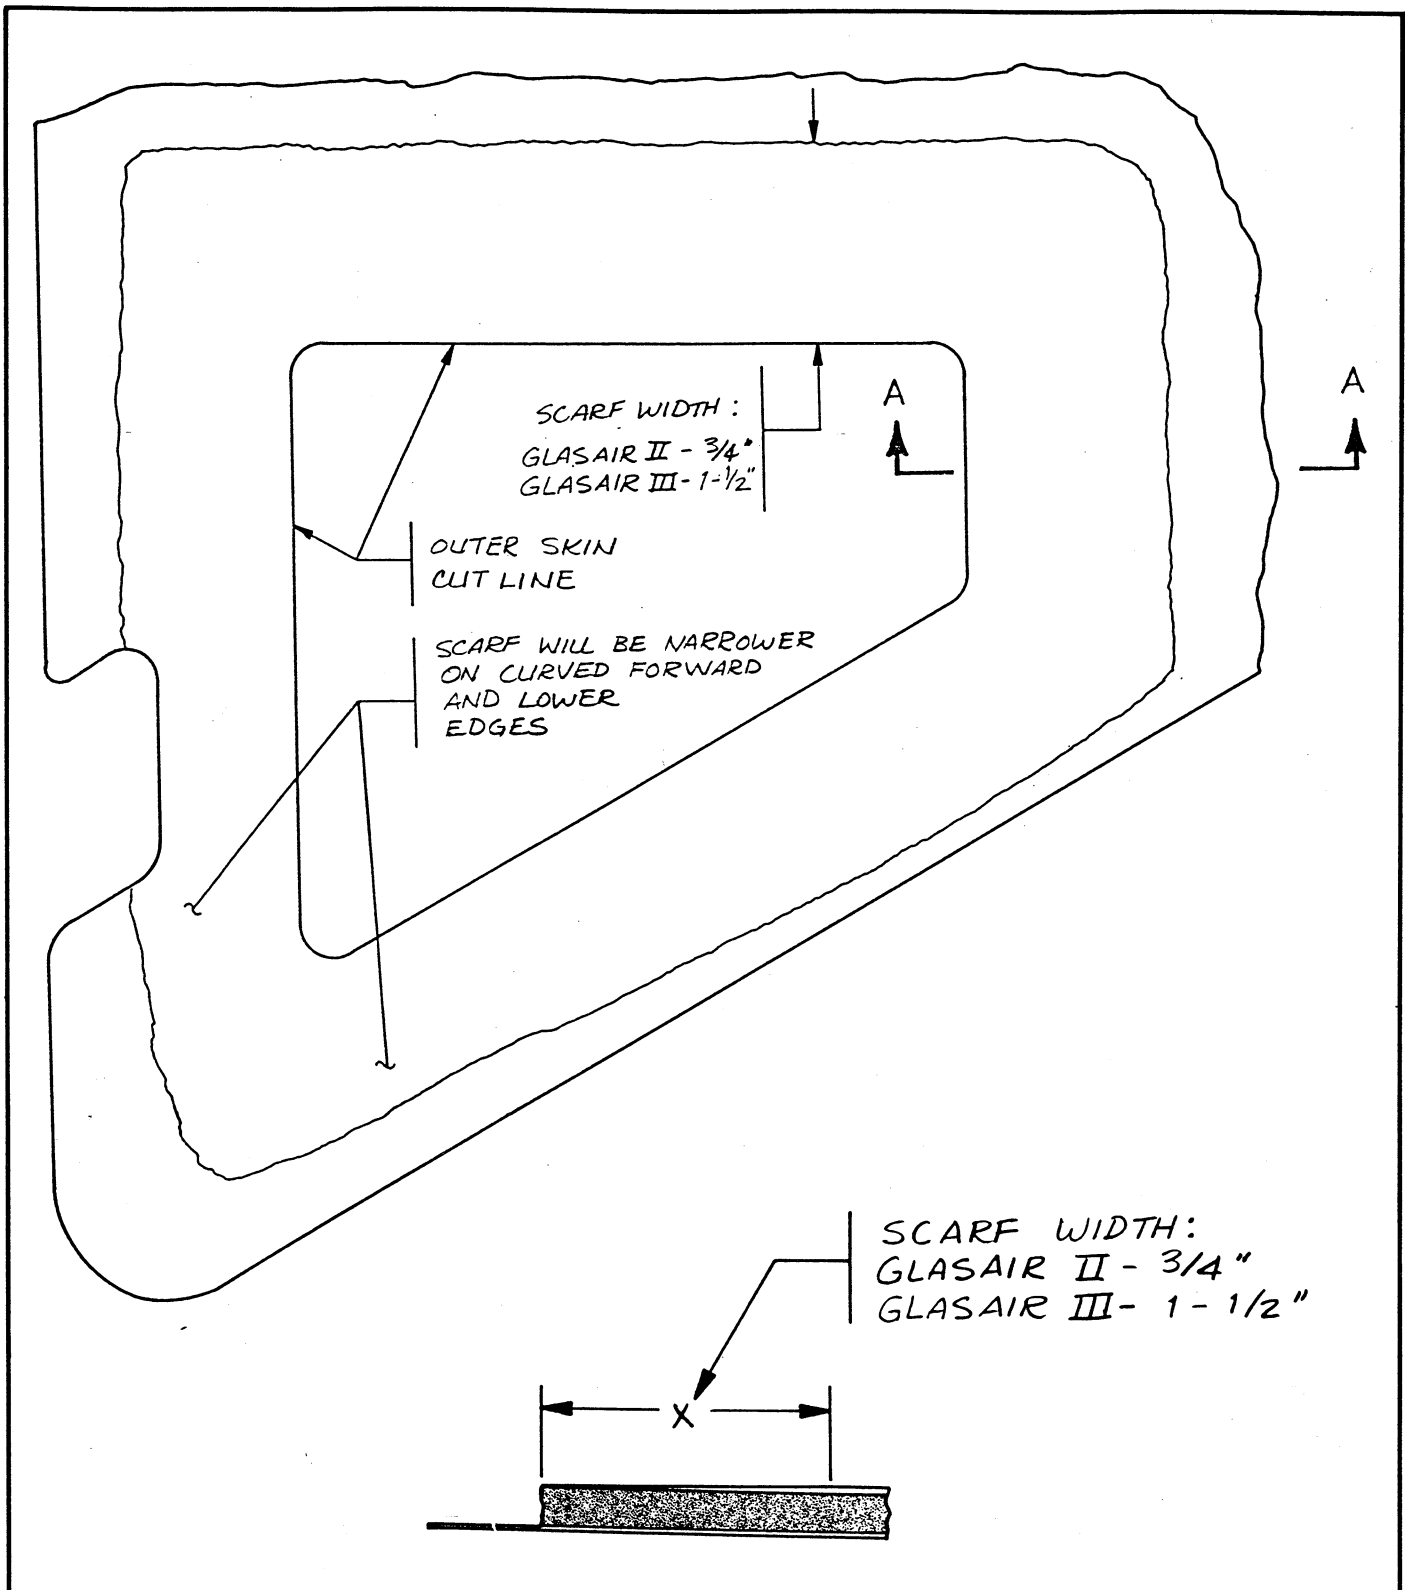 SCARF WIDTH:
GLASAIR II - 3/4"
GLASAIR III - 1-1/2"
A
A
OUTER SKIN
CUT LINE
SCARF WILL BE NARROWER
ON CURVED FORWARD
AND LOWER
EDGES
SCARF WIDTH:
GLASAIR II - 3/4"
GLASAIR III - 1 - 1/2"
X